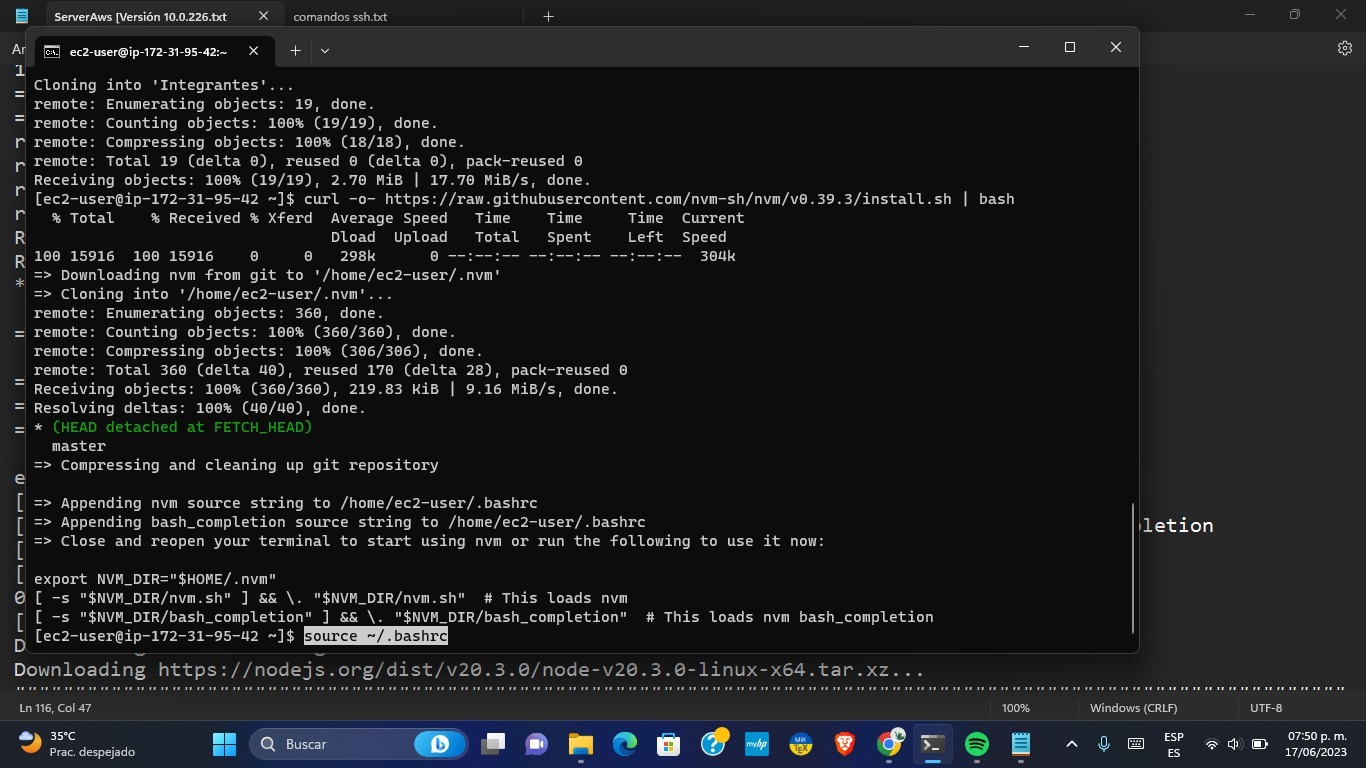 ServerAws [Versión 10.0.226.txt
comandos ssh.txt
ec2-user@ip-172-31-95-42:~
Cloning into 'Integrantes'...
remote: Enumerating objects: 19, done.
remote: Counting objects: 100% (19/19), done.
remote: Compressing objects: 100% (18/18), done.
remote: Total 19 (delta 0), reused 0 (delta 0), pack-reused 0
Receiving objects: 100% (19/19), 2.70 MiB | 17.70 MiB/s, done.
[ec2-user@ip-172-31-95-42 ~]$ curl -o- https://raw.githubusercontent.com/nvm-sh/nvm/v0.39.3/install.sh | bash
% Total % Received % Xferd Average Speed Time Time Time Current
Dload Upload Total Spent Left Speed
100 15916 100 15916 0 0 298k 0 --:--:-- --:--:-- --:--:-- 304k
=> Downloading nvm from git to '/home/ec2-user/.nvm'
=> Cloning into '/home/ec2-user/.nvm'...
remote: Enumerating objects: 360, done.
remote: Counting objects: 100% (360/360), done.
remote: Compressing objects: 100% (306/306), done.
remote: Total 360 (delta 40), reused 170 (delta 28), pack-reused 0
Receiving objects: 100% (360/360), 219.83 KiB | 9.16 MiB/s, done.
Resolving deltas: 100% (40/40), done.
* (HEAD detached at FETCH_HEAD)
master
=> Compressing and cleaning up git repository
=> Appending nvm source string to /home/ec2-user/.bashrc
=> Appending bash_completion source string to /home/ec2-user/.bashrc
=> Close and reopen your terminal to start using nvm or run the following to use it now:
export NVM_DIR="$HOME/.nvm"
[ -s "$NVM_DIR/nvm.sh" ] && \. "$NVM_DIR/nvm.sh" # This loads nvm
[ -s "$NVM_DIR/bash_completion" ] && \. "$NVM_DIR/bash_completion" # This loads nvm bash_completion
[ec2-user@ip-172-31-95-42 ~]$ source ~/.bashrc
pletion
Downloading https://nodejs.org/dist/v20.3.0/node-v20.3.0-linux-x64.tar.xz...
Ln 116, Col 47
100%
Windows (CRLF)
UTF-8
35°C
Prac. despejado
Buscar
myhp
MiK
TEX
ESP
ES
07:50 p. m.
17/06/2023